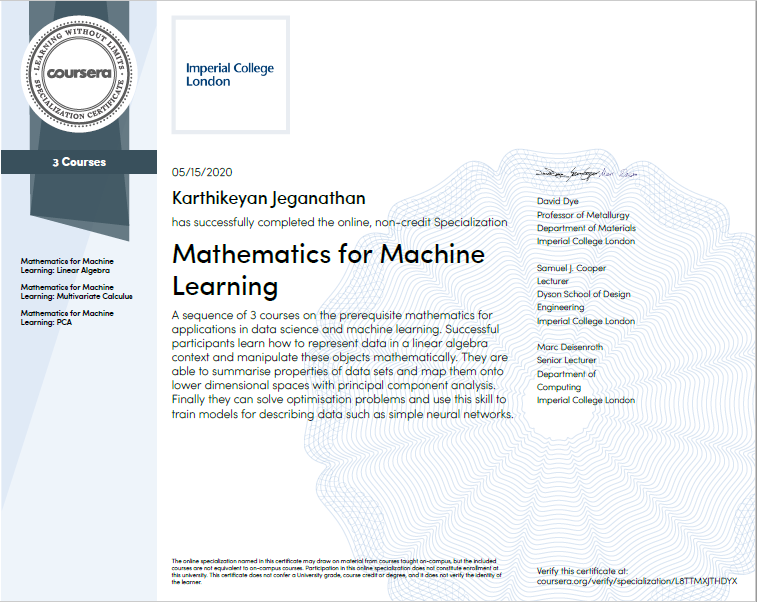 LEARNING WITHOUT LIMITS
coursera
SPECIALIZATION CERTIFICATE
3 Courses
Mathematics for Machine
Learning: Linear Algebra
Mathematics for Machine
Learning: Multivariate Calculus
Mathematics for Machine
Learning: PCA
Imperial College
London
05/15/2020
Karthikeyan Jeganathan
has successfully completed the online, non-credit Specialization
Mathematics for Machine
Learning
A sequence of 3 courses on the prerequisite mathematics for
applications in data science and machine learning. Successful
participants learn how to represent data in a linear algebra
context and manipulate these objects mathematically. They are
able to summarise properties of data sets and map them onto
lower dimensional spaces with principal component analysis.
Finally they can solve optimisation problems and use this skill to
train models for describing data such as simple neural networks.
David Dye
Professor of Metallurgy
Department of Materials
Imperial College London
Samuel J. Cooper
Lecturer
Dyson School of Design
Engineering
Imperial College London
Marc Deisenroth
Senior Lecturer
Department of
Computing
Imperial College London
The online specialization named in this certificate may draw on material from courses taught on-campus, but the included
courses are not equivalent to on-campus courses. Participation in this online specialization does not constitute enrollment at
this university. This certificate does not confer a University grade, course credit or degree, and it does not verify the identity of
the learner.
Verify this certificate at:
coursera.org/verify/specialization/L8TTMXJTHDYX